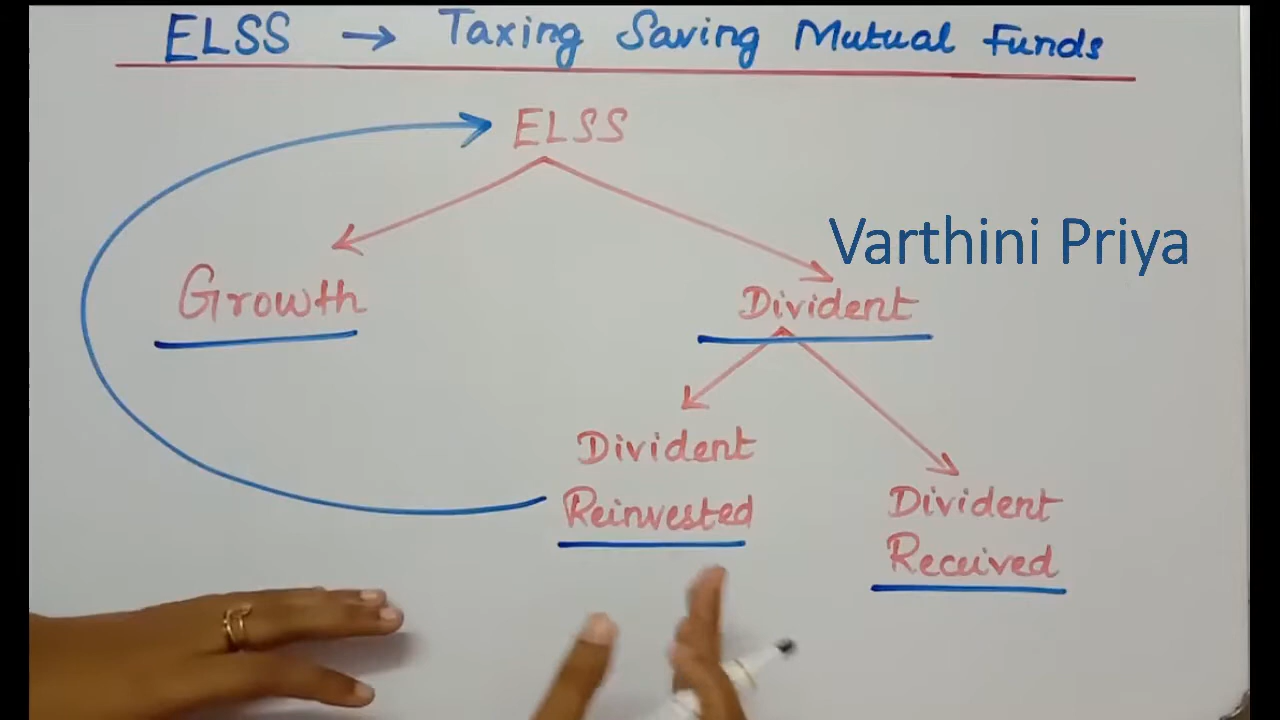 ELSS → Taxing Saving Mutual Funds
ELSS
Varthini Priya
Growth
Divident
Divident
Reinvested
Divident
Received